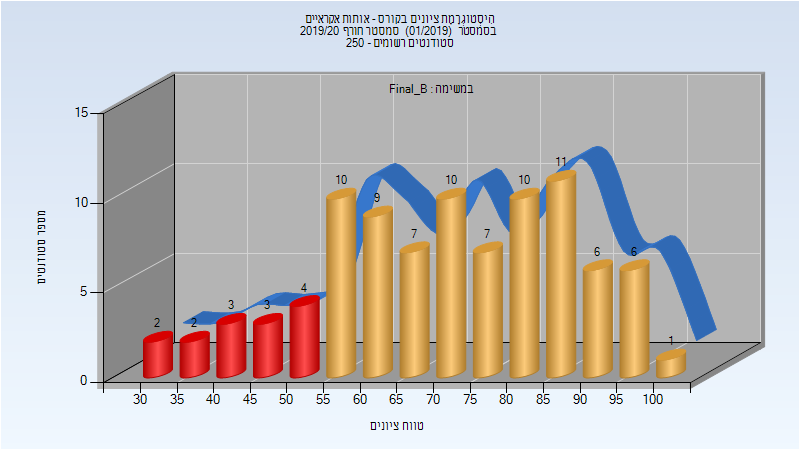 היסטוגרמת ציונים בקורס - אותות אקראיים
בסמסטר (01/2019) סמסטר חורף 2019/20
סטודנטים רשומים - 250
במשימה : Final_B
מספר סטודנטים
15
10
5
0
2
2
3
3
4
10
9
7
10
7
10
11
6
6
1
30 35 40 45 50 55 60 65 70 75 80 85 90 95 100
טווח ציונים